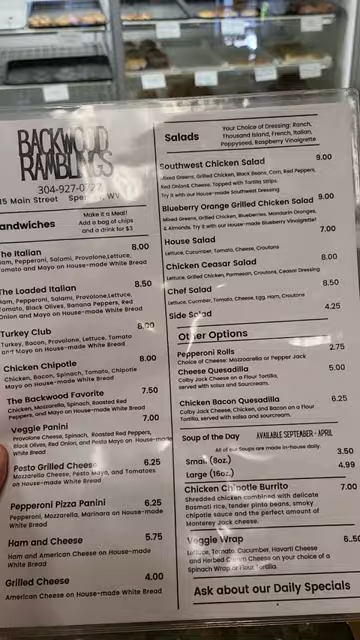 BACKWOOD
RAMBLINGS
304-927-0727
15 Main Street WV
andwiches
Make it a Meal!
Add a bag of chips
and a drink for $3
The Italian 8.00
Ham, Pepperoni, Salami, Provolone, Lettuce,
Tomato and Mayo on House-made White Bread
The Loaded Italian 8.50
Ham, Pepperoni, Salami, Provolone, Lettuce,
Tomato, Black Olives, Banana Peppers, Red
Onion and Mayo on House-made White Bread
Turkey Club 8.00
Turkey, Bacon, Provolone, Lettuce, Tomato
and Mayo on House-made White Bread
Chicken Chipotle 8.00
Chicken, Bacon, Spinach, Tomato, Chipotle
Mayo on House-made White Bread
The Backwood Favorite 7.50
Chicken, Mozzarella, Spinach, Roasted Red
Peppers, and Mayo on House-made White Bread
Veggie Panini 7.00
Provolone Cheese, Spinach, Roasted Red Peppers,
Black Olives, Red Onion, and Pesto Mayo on House-made
White Bread
Pesto Grilled Cheese 6.25
Mozzarella Cheese, Pesto Mayo, and Tomatoes
on House-made White Bread
Pepperoni Pizza Panini 6.25
Pepperoni, Mozzarella, Marinara on House-made
White Bread
Ham and Cheese 5.75
Ham and American Cheese on House-made
White Bread
Grilled Cheese 4.00
American Cheese on House-made White Bread
Salads
Your Choice of Dressing: Ranch,
Thousand Island, French, Italian,
Poppyseed, Raspberry Vinaigrette
Southwest Chicken Salad 9.00
Mixed Greens, Grilled Chicken, Black Beans, Corn, Red Peppers,
Red Onion & Cheese, Topped with Tortilla Strips.
Try it with our House-made Southwest Dressing
Blueberry Orange Grilled Chicken Salad 9.00
Mixed Greens, Grilled Chicken, Blueberries, Mandarin Oranges,
& Almonds. Try it with our House-made Blueberry Vinaigrette!
House Salad 7.00
Lettuce, Cucumber, Tomato, Cheese, Croutons
Chicken Ceasar Salad 8.00
Lettuce, Grilled Chicken, Parmesan, Croutons, Ceasar Dressing
Chef Salad 8.50
Lettuce, Cucumber, Tomato, Cheese, Egg, Ham, Croutons
Side Salad 4.25
Other Options
Pepperoni Rolls 2.75
Choice of Cheese: Mozzarella or Pepper Jack
Cheese Quesadilla 5.00
Colby Jack Cheese on a Flour Tortilla,
served with salsa and Sourcream.
Chicken Bacon Quesadilla 6.25
Colby Jack Cheese, Chicken, and Bacon on a Flour
Tortilla, served with salsa and sourcream.
Soup of the Day AVAILABLE SEPTEMBER - APRIL
All of our Soups are made in-house daily.
Small (8oz.) 3.50
Large (16oz.) 4.99
Chicken Chipotle Burrito 7.00
Shredded chicken combined with delicate
Basmati rice, tender pinto beans, smoky
chipotle sauce and the perfect amount of
Monterey Jack cheese.
Veggie Wrap 6.50
Lettuce, Tomato, Cucumber, Havarti Cheese
and Herbed Cream Cheese on your choice of a
Spinach Wrap or Flour Tortilla.
Ask about our Daily Specials